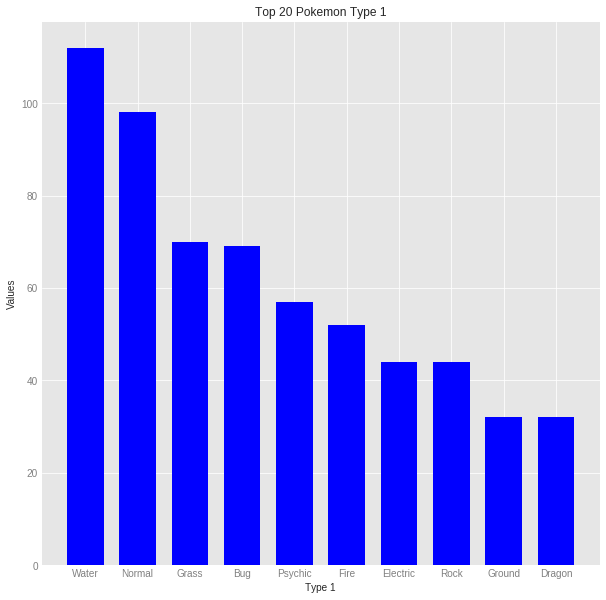 Top 20 Pokemon Type 1
Values
100
80
60
40
20
0
Water Normal Grass Bug Psychic Fire Electric Rock Ground Dragon
Type 1